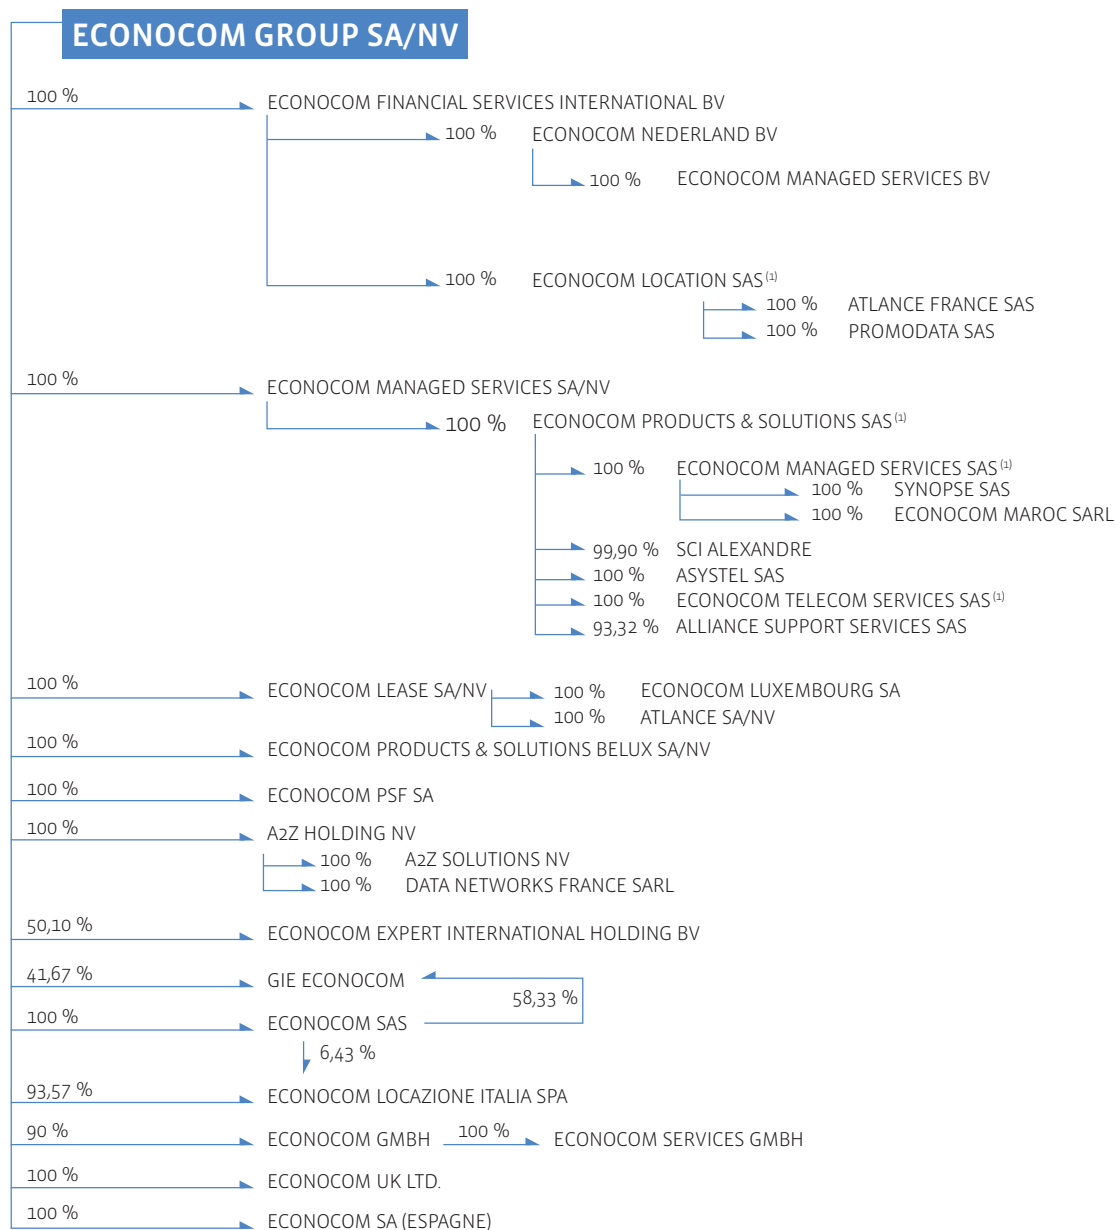 ECONOCOM GROUP SA/NV
100 % ECONOCOM FINANCIAL SERVICES INTERNATIONAL BV
100 % ECONOCOM NEDERLAND BV
100 % ECONOCOM MANAGED SERVICES BV
100 % ECONOCOM LOCATION SAS (1)
100 % ATLANCE FRANCE SAS
100 % PROMODATA SAS
100 % ECONOCOM MANAGED SERVICES SA/NV
100 % ECONOCOM PRODUCTS & SOLUTIONS SAS (1)
100 % ECONOCOM MANAGED SERVICES SAS (1)
100 % SYNOPSE SAS
100 % ECONOCOM MAROC SARL
99,90 % SCI ALEXANDRE
100 % ASYSTEL SAS
100 % ECONOCOM TELECOM SERVICES SAS (1)
93,32 % ALLIANCE SUPPORT SERVICES SAS
100 % ECONOCOM LEASE SA/NV 100 % ECONOCOM LUXEMBOURG SA
100 % ATLANCE SA/NV
100 % ECONOCOM PRODUCTS & SOLUTIONS BELUX SA/NV
100 % ECONOCOM PSF SA
100 % A2Z HOLDING NV
100 % A2Z SOLUTIONS NV
100 % DATA NETWORKS FRANCE SARL
50,10 % ECONOCOM EXPERT INTERNATIONAL HOLDING BV
41,67 % GIE ECONOCOM
58,33 %
100 % ECONOCOM SAS
6,43 %
93,57 % ECONOCOM LOCAZIONE ITALIA SPA
90 % ECONOCOM GMBH 100 % ECONOCOM SERVICES GMBH
100 % ECONOCOM UK LTD.
100 % ECONOCOM SA (ESPAGNE)